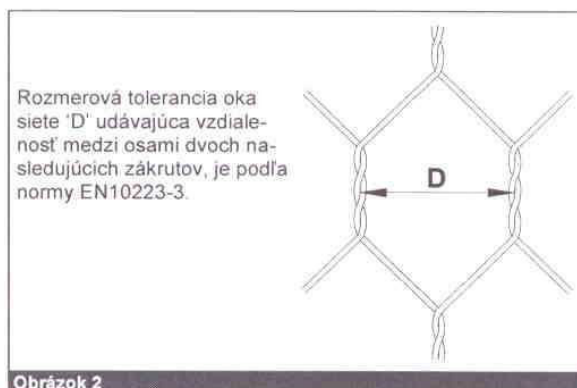 Rozmerová tolerancia oka
siete 'D' udávajúca vzdiale-
nosť medzi osami dvoch na-
sledujúcich zákrutov, je podľa
normy EN10223-3.
D
Obrázok 2